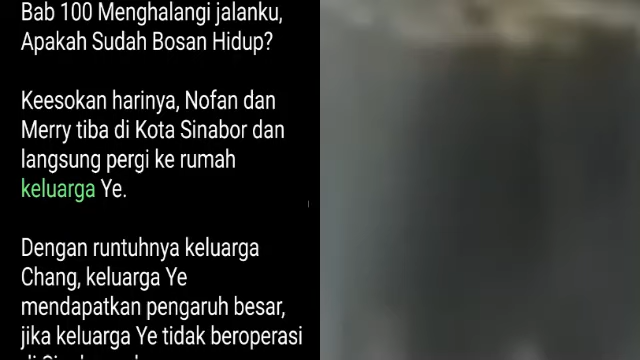 Bab 100 Menghalangi jalanku,
Apakah Sudah Bosan Hidup?
Keesokan harinya, Nofan dan
Merry tiba di Kota Sinabor dan
langsung pergi ke rumah
keluarga Ye.
Dengan runtuhnya keluarga
Chang, keluarga Ye
mendapatkan pengaruh besar,
jika keluarga Ye tidak beroperasi